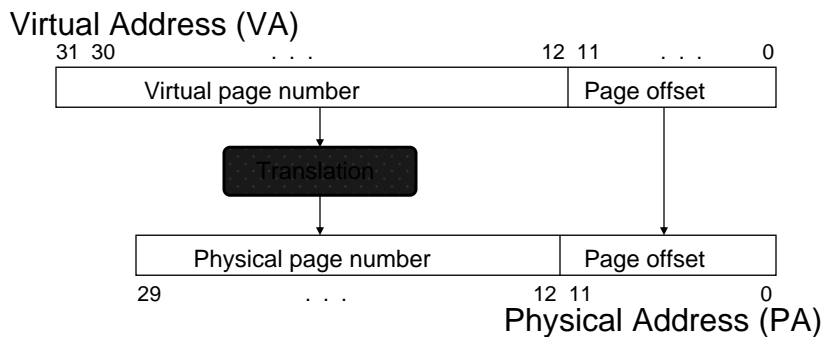 Virtual Address (VA)
31 30 . . . 12 11 . . . 0
Virtual page number Page offset
Translation
Physical page number Page offset
29 . . . 12 11 0
Physical Address (PA)